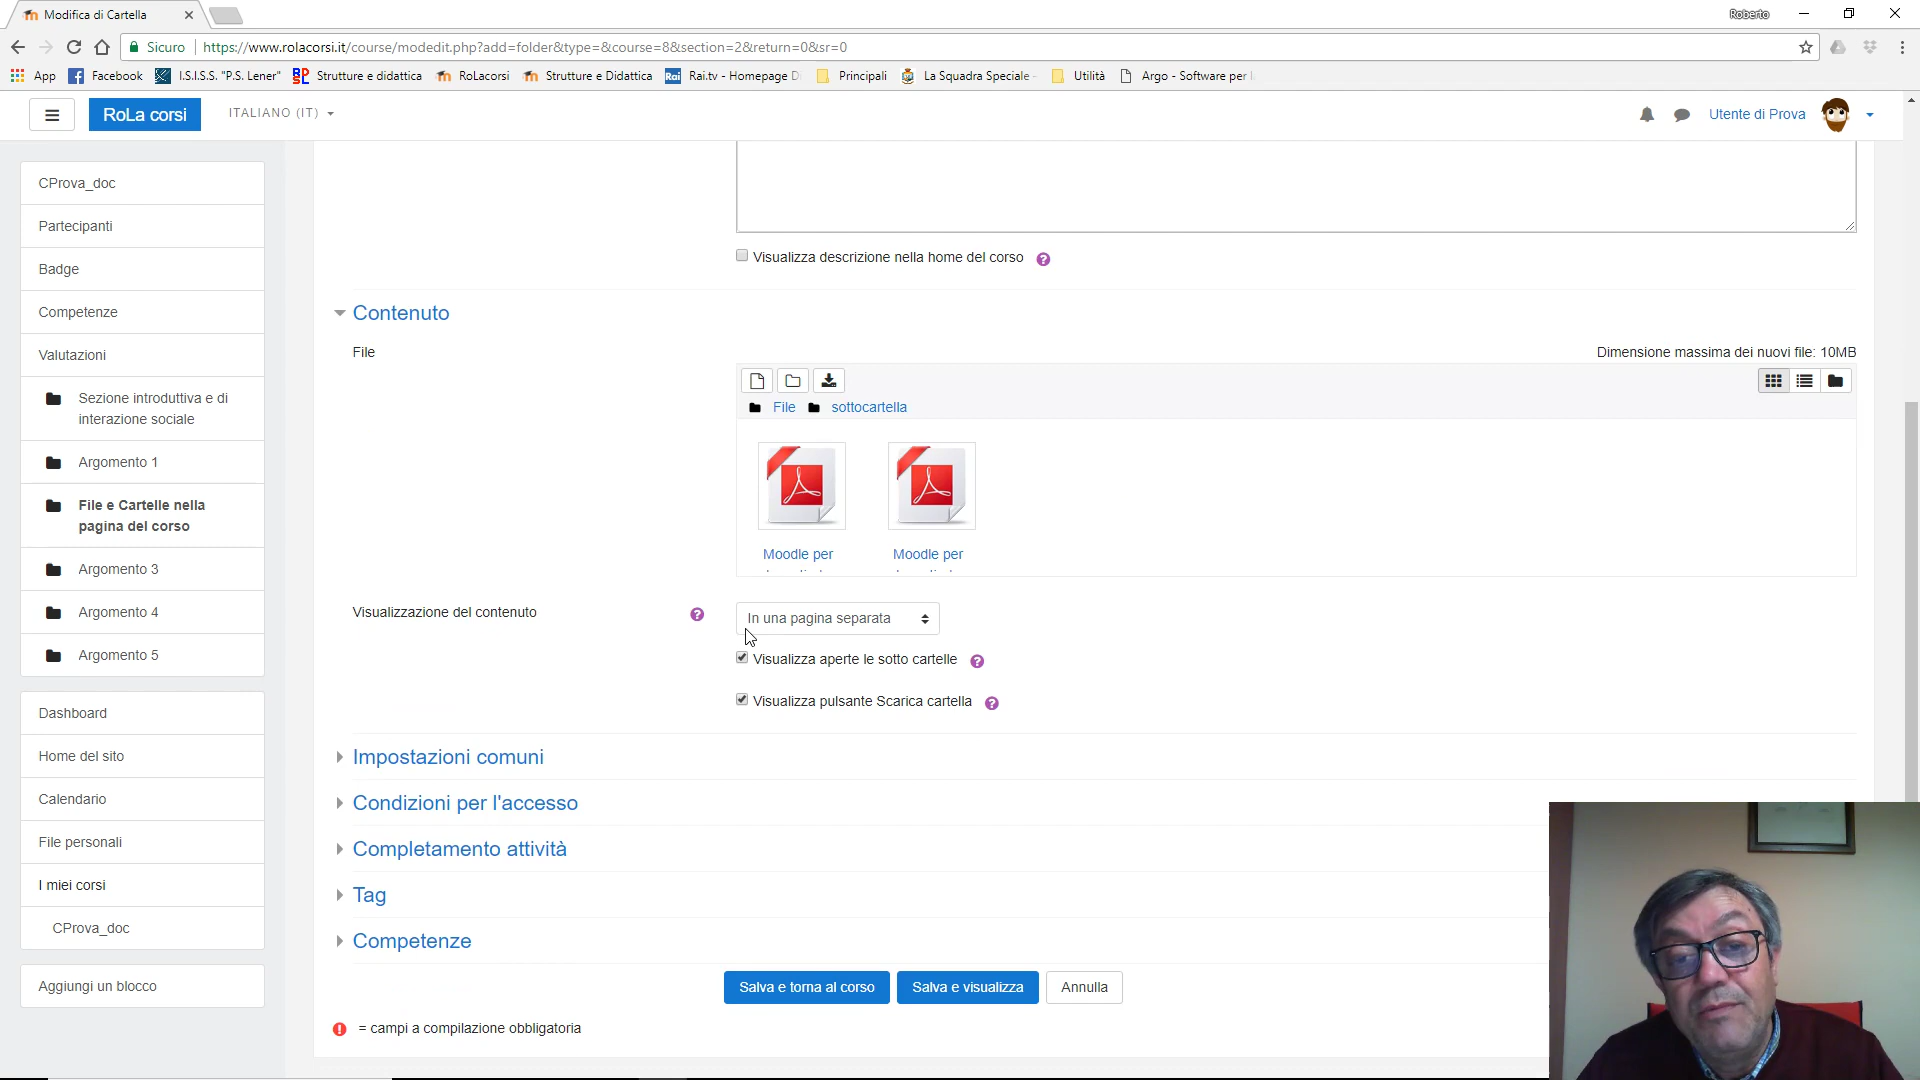 Modifica di Cartella
Roberto
Sicuro
https://www.rolacorsi.it/course/modedit.php?add=folder&type=&course=8&section=2&return=0&sr=0
App
Facebook
I.S.I.S.S. "P.S. Lener"
Strutture e didattica
RoLacorsi
Strutture e Didattica
Rai
Rai.tv - Homepage
Principali
La Squadra Speciale
Utilità
Argo - Software per
RoLa corsi
ITALIANO (IT)
Utente di Prova
CProva_doc
Partecipanti
Badge
Competenze
Valutazioni
Sezione introduttiva e di
interazione sociale
Argomento 1
File e Cartelle nella
pagina del corso
Argomento 3
Argomento 4
Argomento 5
Dashboard
Home del sito
Calendario
File personali
I miei corsi
CProva_doc
Aggiungi un blocco
Visualizza descrizione nella home del corso
Contenuto
File
Dimensione massima dei nuovi file: 10MB
File
sottocartella
Moodle per
Moodle per
Visualizzazione del contenuto
In una pagina separata
Visualizza aperte le sotto cartelle
Visualizza pulsante Scarica cartella
Impostazioni comuni
Condizioni per l'accesso
Completamento attività
Tag
Competenze
Salva e torna al corso
Salva e visualizza
Annulla
= campi a compilazione obbligatoria